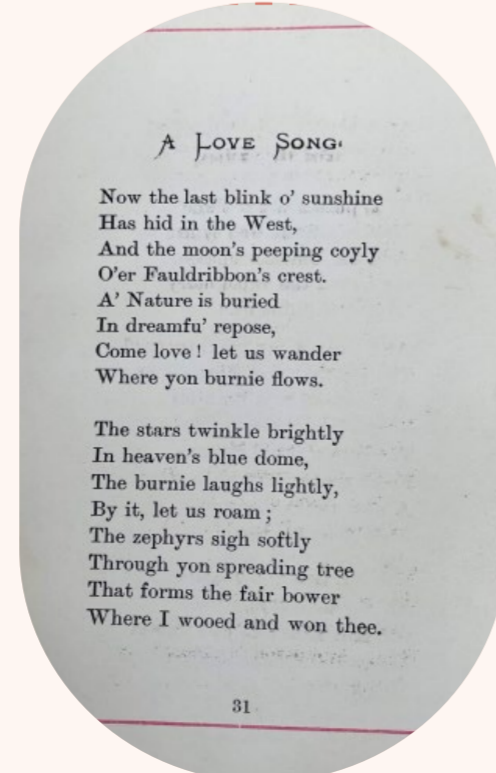 A LOVE SONG.
Now the last blink o' sunshine
Has hid in the West,
And the moon's peeping coyly
O'er Fauldribbon's crest.
A' Nature is buried
In dreamfu' repose,
Come love! let us wander
Where yon burnie flows.
The stars twinkle brightly
In heaven's blue dome,
The burnie laughs lightly,
By it, let us roam;
The zephyrs sigh softly
Through yon spreading tree
That forms the fair bower
Where I wooed and won thee.
31